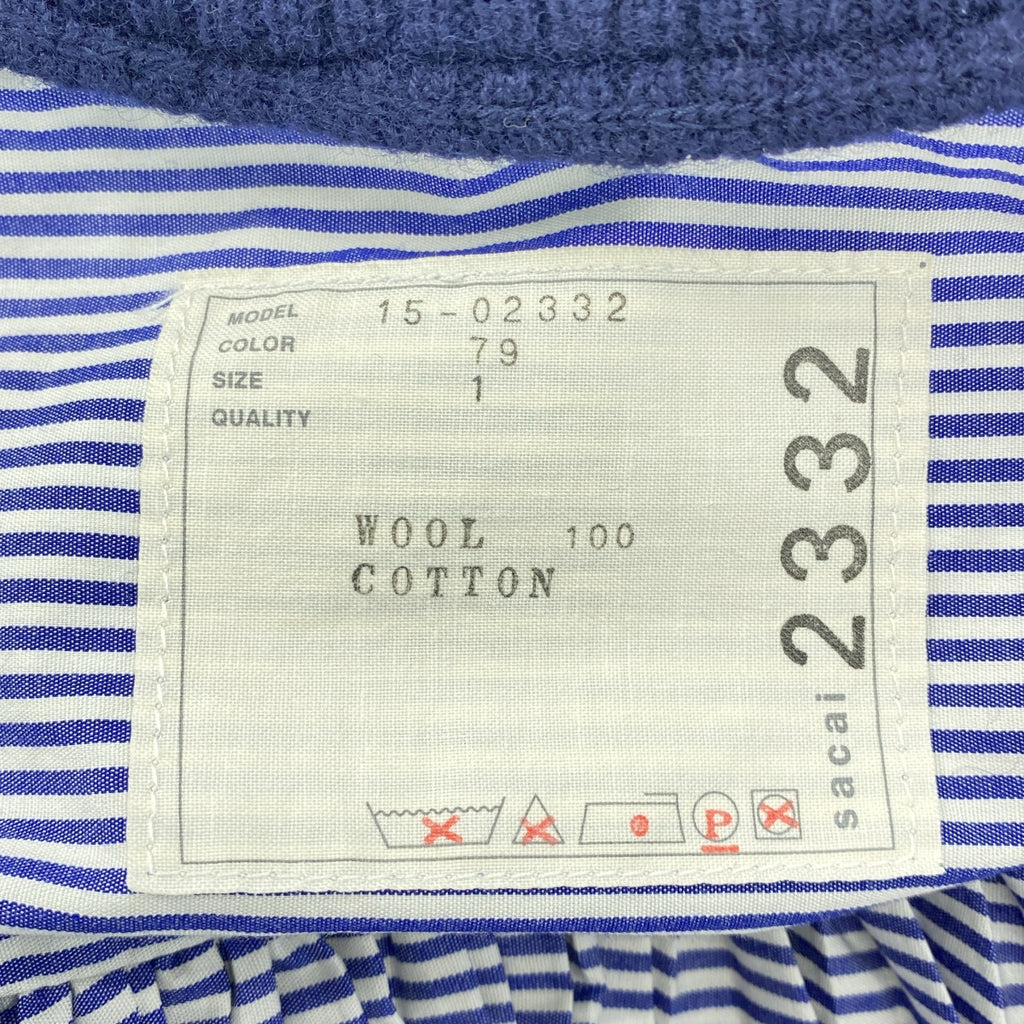 MODEL 15-02332
COLOR 79
SIZE 1
QUALITY
WOOL 100
COTTON
P
sacai 2332